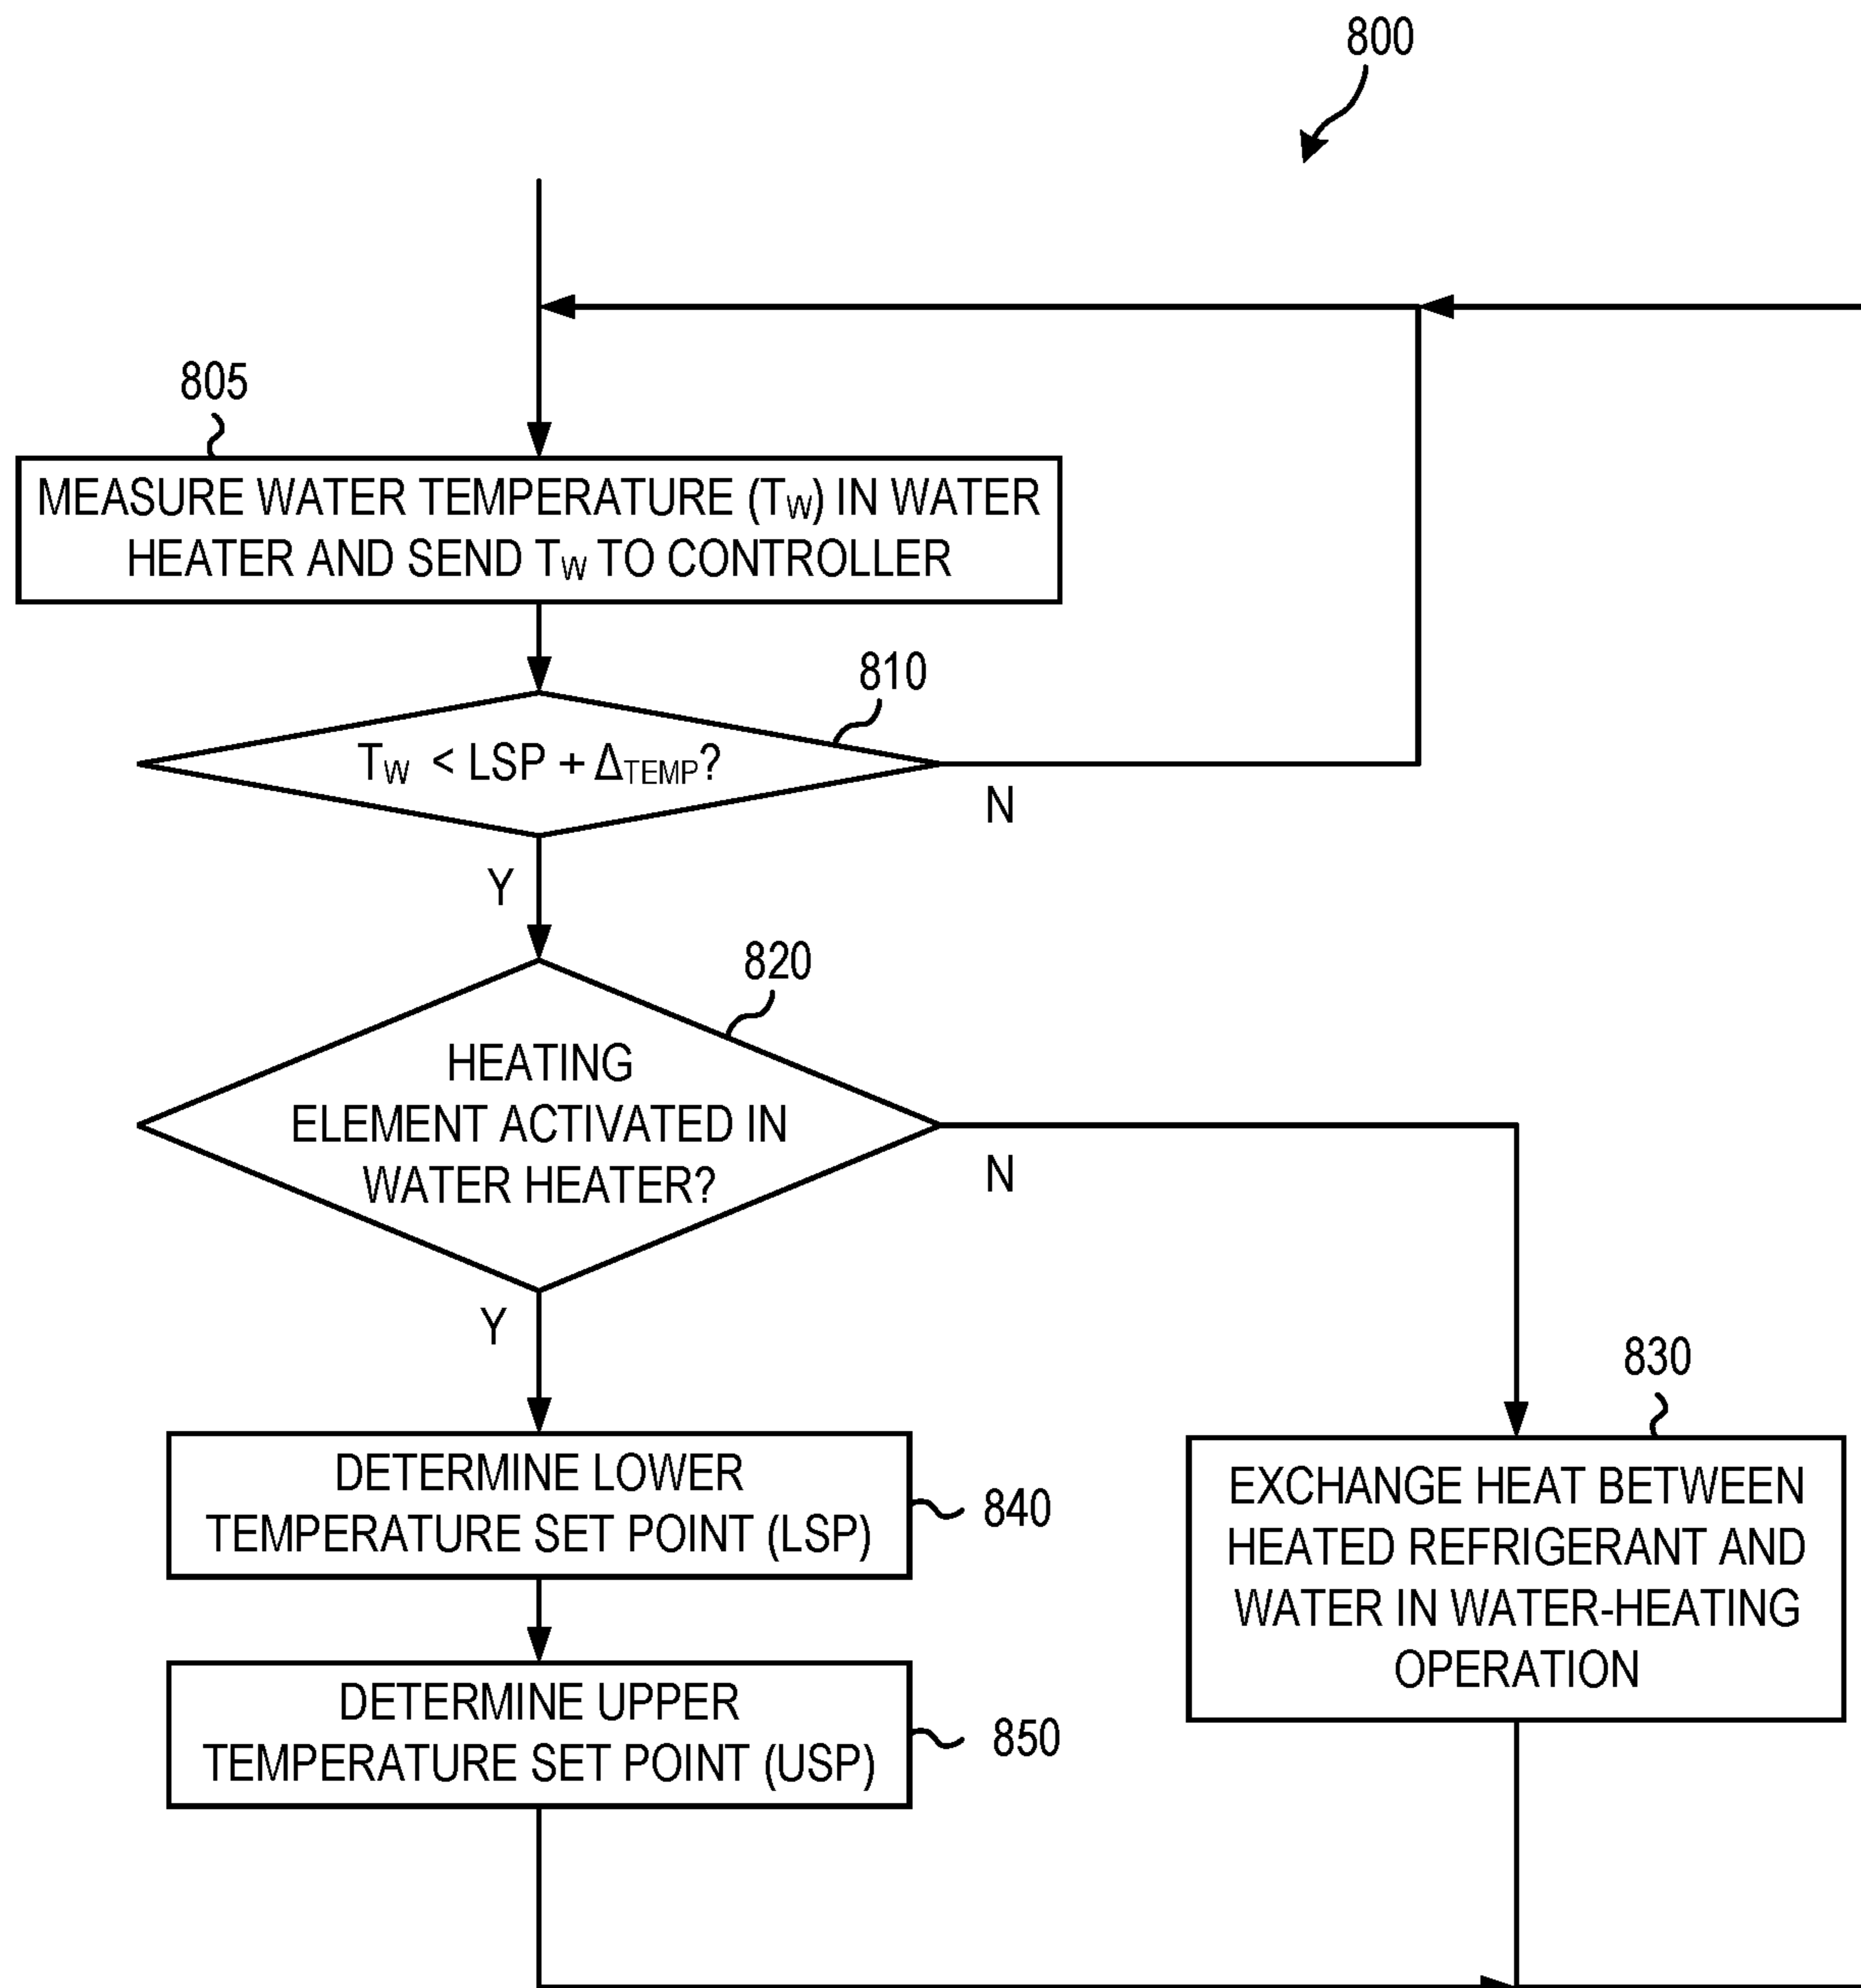 800
805
MEASURE WATER TEMPERATURE (TW) IN WATER
HEATER AND SEND TW TO CONTROLLER
810
TW < LSP + ΔTEMP?
N
Y
820
HEATING
ELEMENT ACTIVATED IN
WATER HEATER?
N
Y
830
DETERMINE LOWER
TEMPERATURE SET POINT (LSP)
840
EXCHANGE HEAT BETWEEN
HEATED REFRIGERANT AND
WATER IN WATER-HEATING
OPERATION
DETERMINE UPPER
TEMPERATURE SET POINT (USP)
850